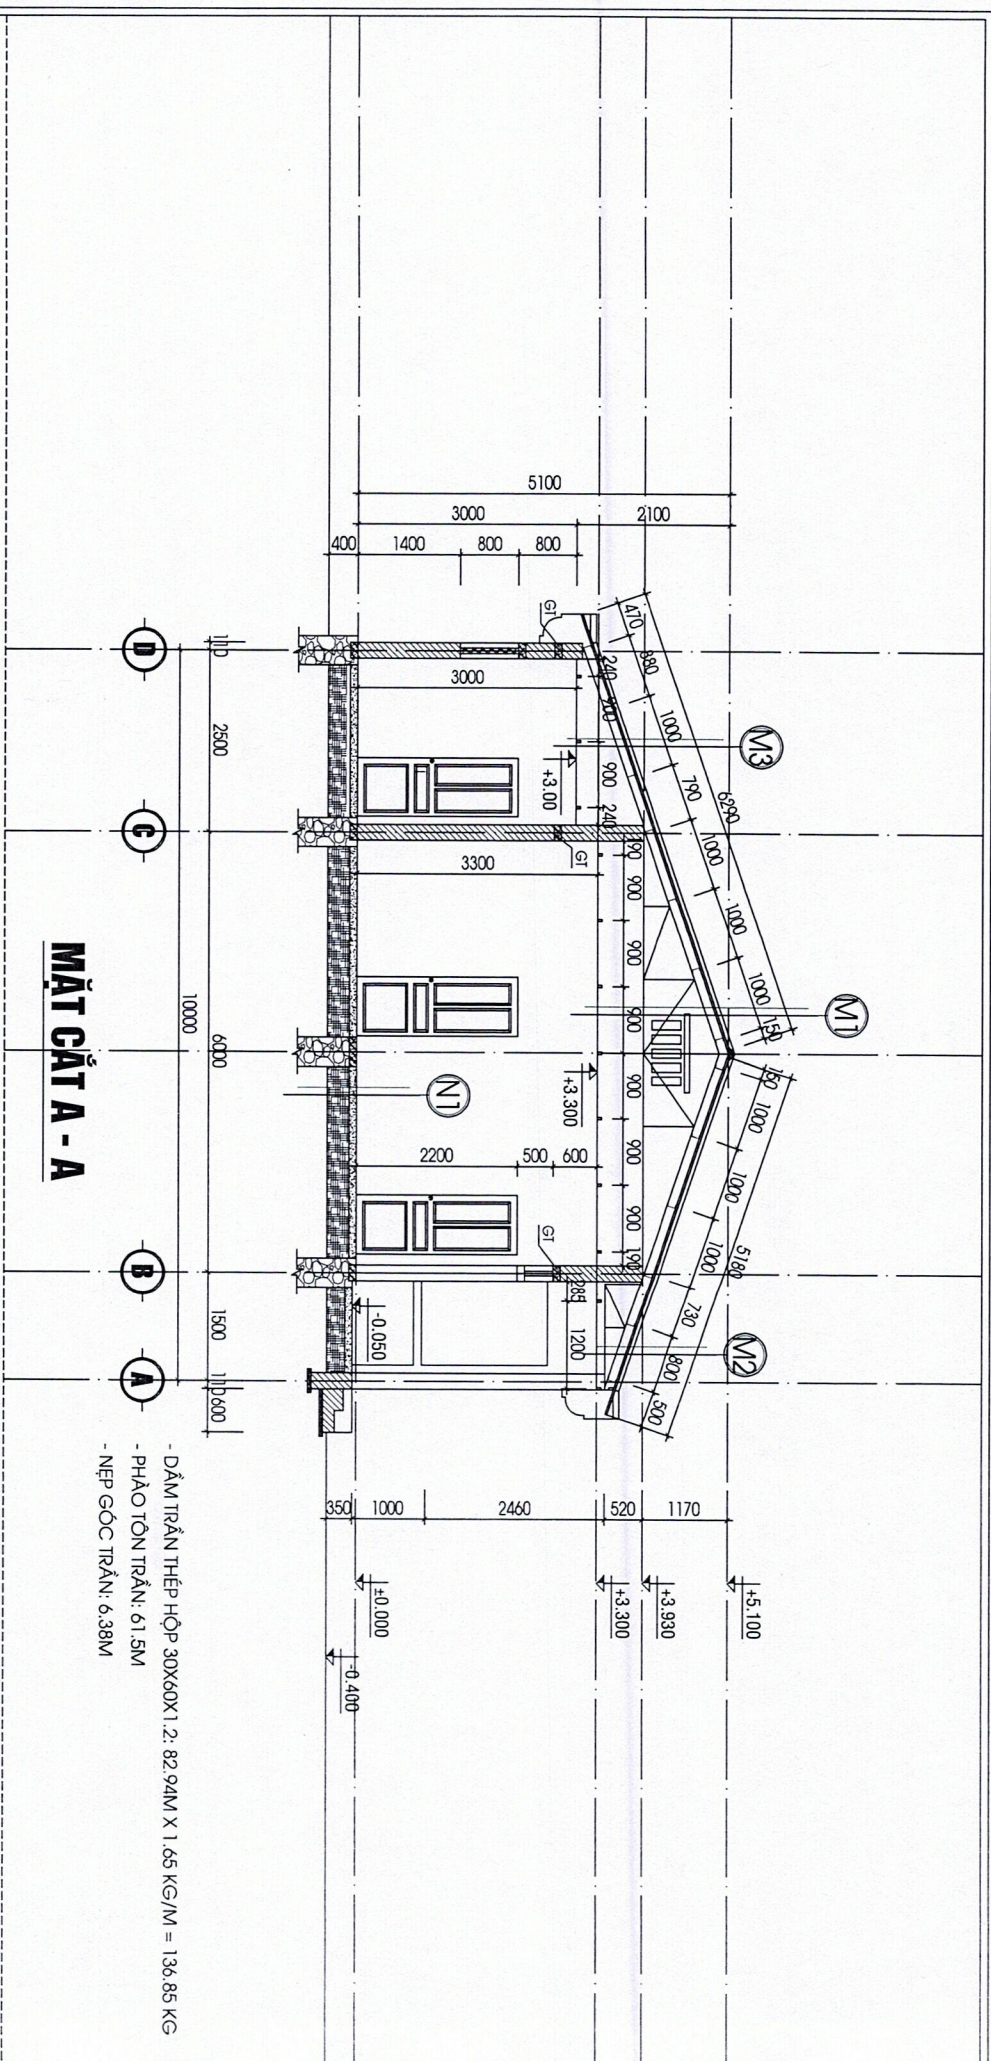 5100
3000 2100
400 1400 800 800
GT
470 880 1000 790 1000 1000 1000 150
6290
M3
M1
150 1000 1000 1000 730 800 500
5180
M2
240 900 900 240
190 900 900 900 900 900 900 190
3000
+3.00
GT
3300
+3.300
N1
2200 500 600
GT
285
1200
-0.050
350 1000 2460 520 1170
±0.000
-0.400
+3.300
+3.930
+5.100
110 2500 6000 1500 110 600
10000
D C B A
MẶT CẮT A - A
- DẦM TRẦN THÉP HỘP 30X60X1.2: 82.94M X 1.65 KG/M = 136.85 KG
- PHÀO TÔN TRẦN: 61.5M
- NẸP GÓC TRẦN: 6.38M